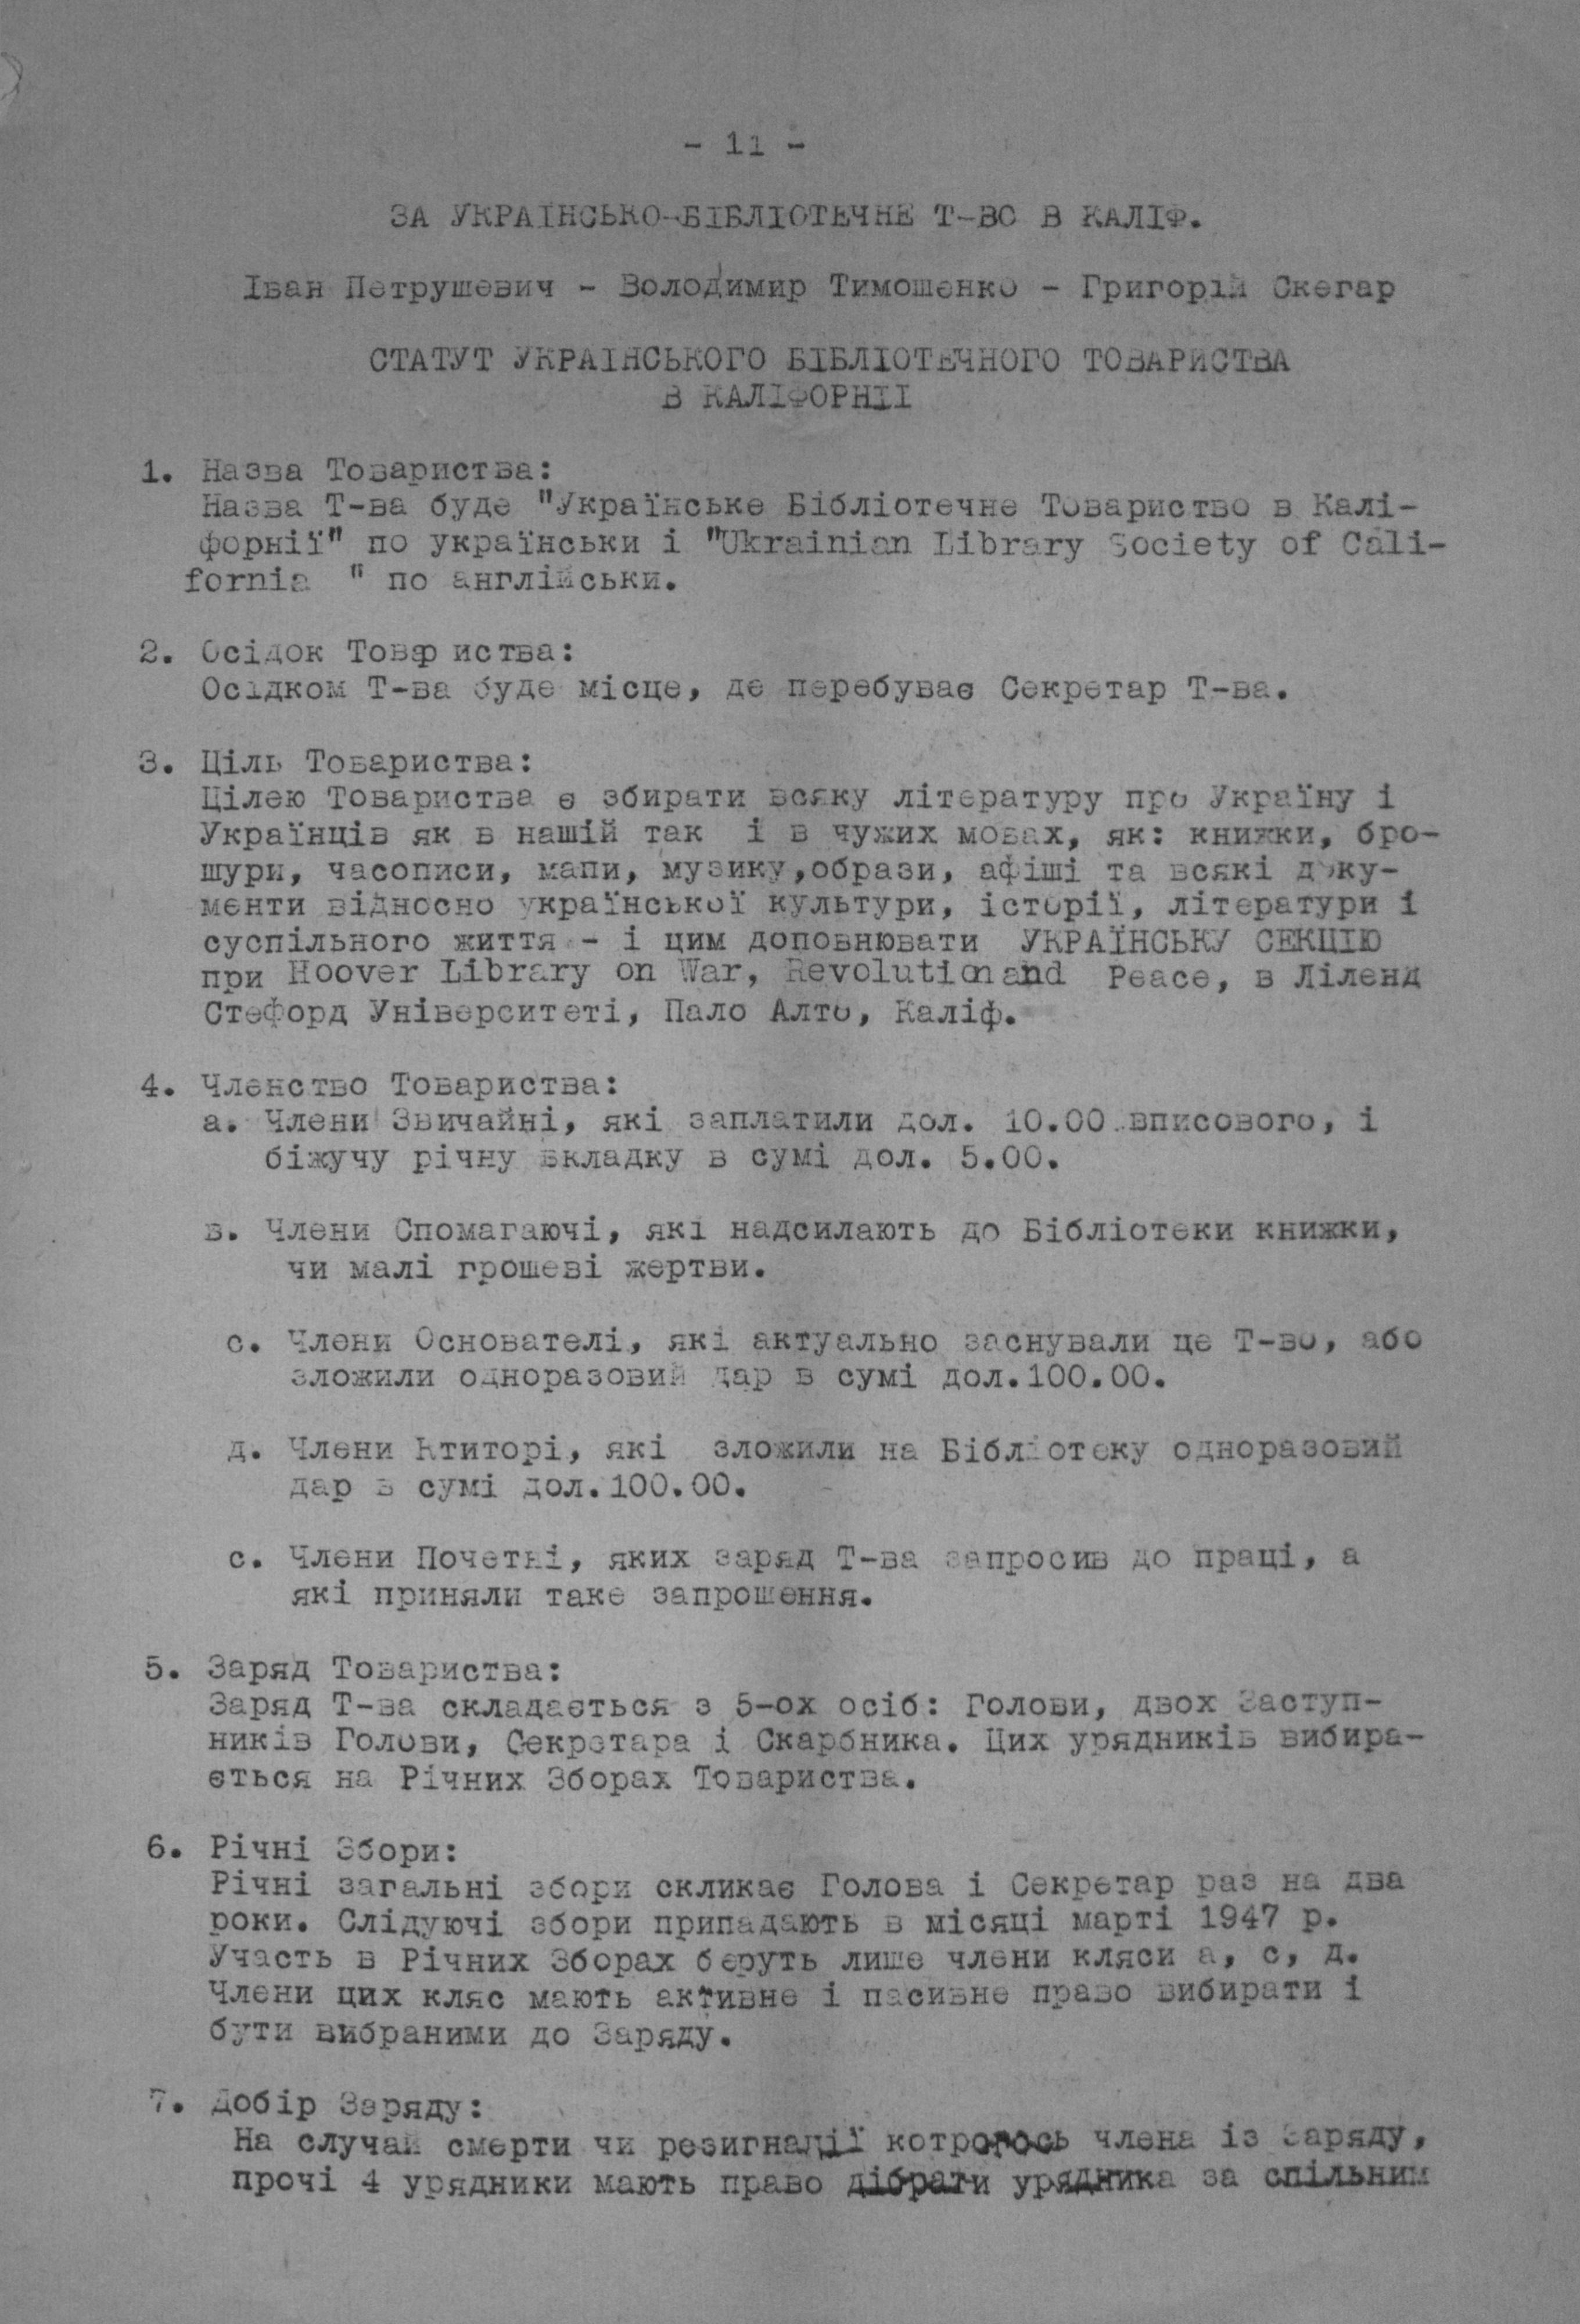 - 11 -
ЗА УКРАЇНСЬКО-БІБЛІОТЕЧНЕ Т-ВО В КАЛІФ.
Іван Петрушевич - Володимир Тимошенко - Григорій Скегар
СТАТУТ УКРАІНСЬКОГО БІБЛІОТЕЧНОГО ТОВАРИСТВА
В КАЛІФОРНІІ
1. Назва Товариства:
Назва Т-ва буде "Українське Бібліотечне Товариство в Калі-
форнії" по українськи і "Ukrainian Library Society of Cali-
fornia " по англійськи.
2. Осідок Товар иства:
Осідком Т-ва буде місце, де перебуває Секретар Т-ва.
3. Ціль Товариства:
Цілею Товариства є збирати всяку літературу про Україну і
Українців як в нашій так і в чужих мовах, як: книжки, бро-
шури, часописи, мапи, музику,образи, афіші та всякі доку-
менти відносно української культури, історії, літератури і
суспільного життя - і цим доповнювати УКРАЇНСЬКУ СЕКЦІЮ
при Hoover Library on War, Revolution and Peace, в Ліленд
Стефорд Університеті, Пало Алто, Каліф.
4. Членство Товариства:
а. Члени Звичайні, які заплатили дол. 10.00 вписового, і
біжучу річну вкладку в сумі дол. 5.00.
в. Члени Спомагаючі, які надсилають до Бібліотеки книжки,
чи малі грошеві жертви.
с. Члени Основателі, які актуально заснували це Т-во, або
зложили одноразовий дар в сумі дол.100.00.
д. Члени Ктиторі, які зложили на Бібліотеку одноразовий
дар в сумі дол.100.00.
с. Члени Почетні, яких заряд Т-ва запросив до праці, а
які приняли таке запрошення.
5. Заряд Товариства:
Заряд Т-ва складається з 5-ох осіб: Голови, двох Заступ-
ників Голови, Секретара і Скарбника. Цих урядників вибира-
ється на Річних Зборах Товариства.
6. Річні Збори:
Річні загальні збори скликає Голова і Секретар раз на два
роки. Слідуючі збори припадають в місяці марті 1947 р.
Участь в Річних Зборах беруть лише члени кляси а, с, д.
Члени цих кляс мають активне і пасивне право вибирати і
бути вибраними до Заряду.
7. Добір Заряду:
На случай смерти чи резигнації котрогось члена із Заряду,
прочі 4 урядники мають право дібрати урядника за спільним